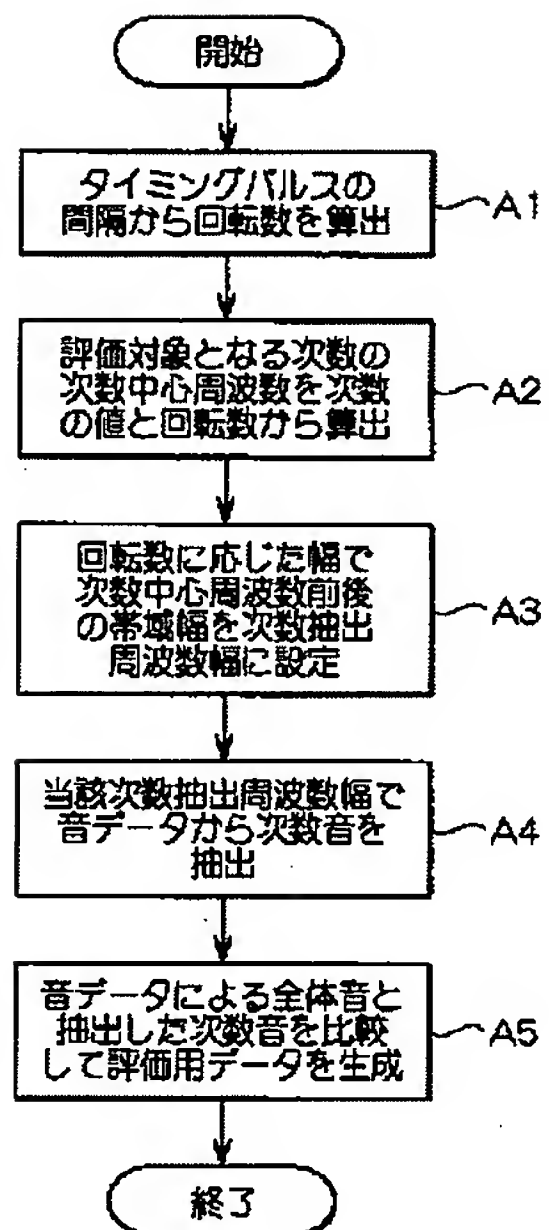 開始
タイミングパルスの
間隔から回転数を算出
A1
評価対象となる次数の
次数中心周波数を次数
の値と回転数から算出
A2
回転数に応じた幅で
次数中心周波数前後
の帯域幅を次数抽出
周波数幅に設定
A3
当該次数抽出周波数幅で
音データから次数音を
抽出
A4
音データによる全体音と
抽出した次数音を比較
して評価用データを生成
A5
終了